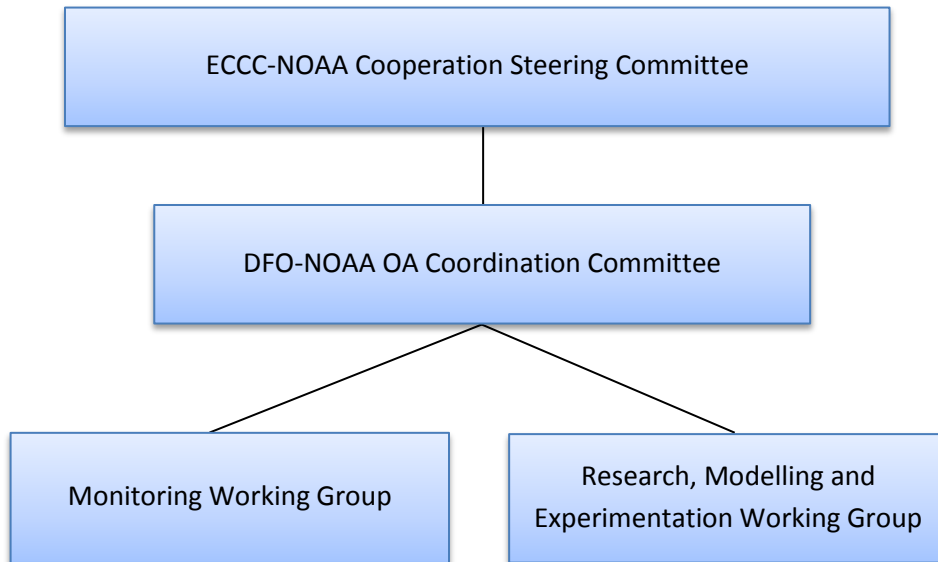 ECCC-NOAA Cooperation Steering Committee
DFO-NOAA OA Coordination Committee
Monitoring Working Group
Research, Modelling and
Experimentation Working Group